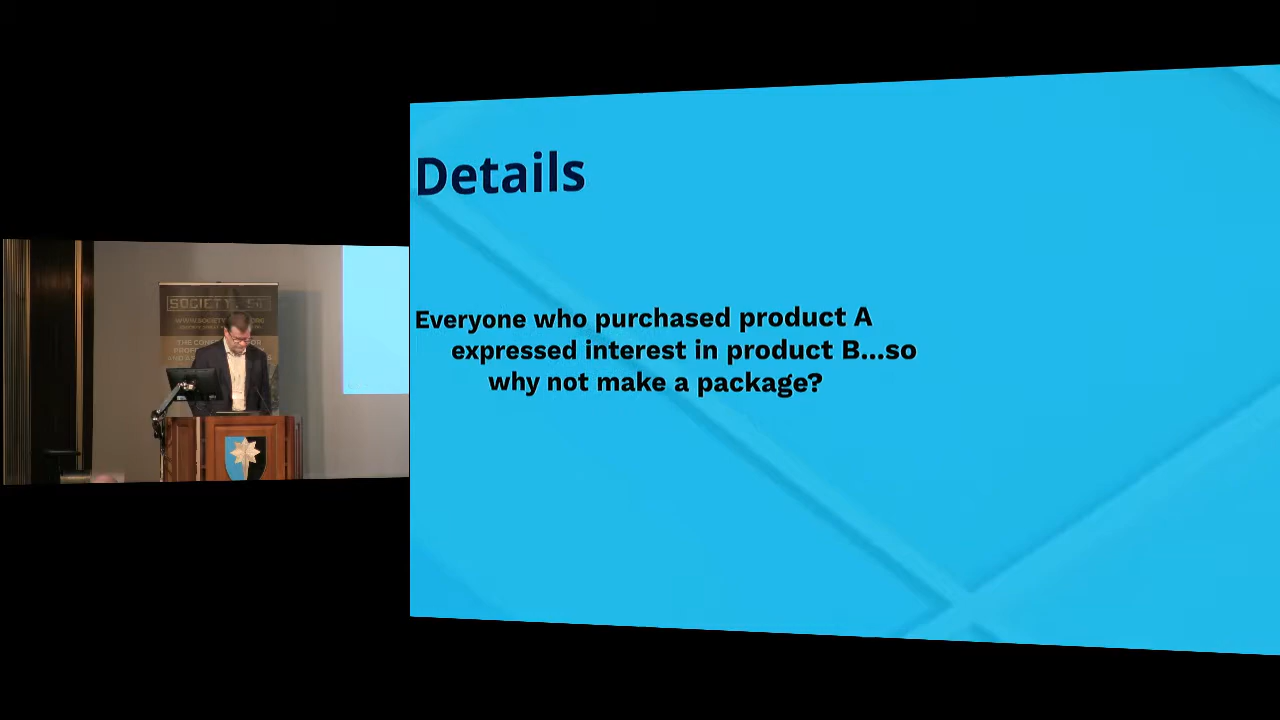 Details
Everyone who purchased product A
expressed interest in product B...so
why not make a package?
SOCIETY